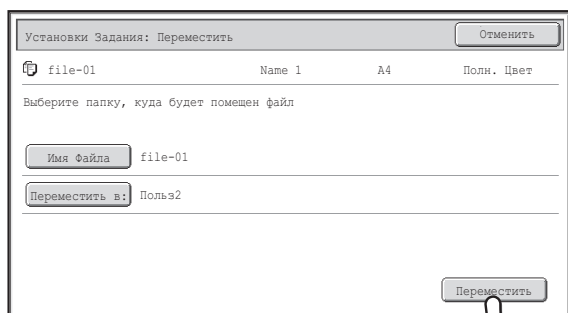 Установки Задания: Переместить Отменить
file-01 Name 1 A4 Полн. Цвет
Выберите папку, куда будет помещен файл
Имя Файла file-01
Переместить в: Польз2
Переместить